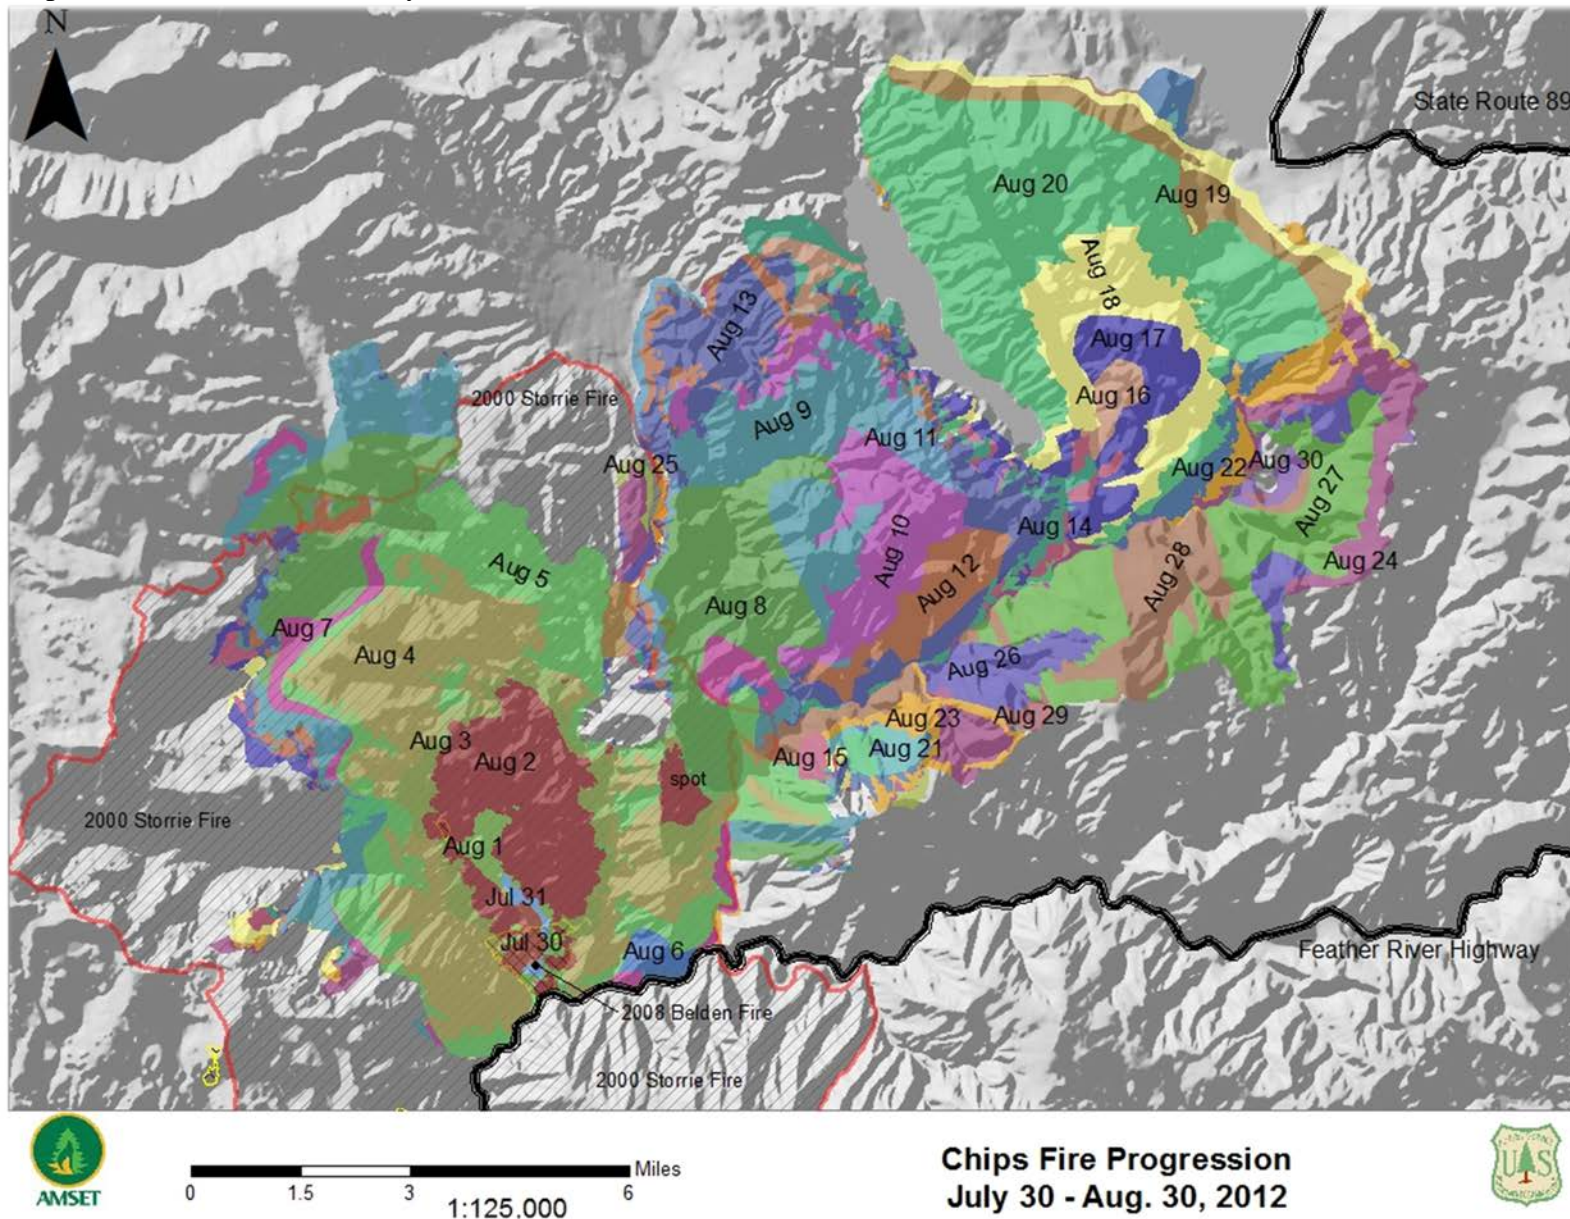 N
State Route 89
Aug 20
Aug 19
Aug 18
Aug 13
Aug 17
2000 Storrie Fire
Aug 16
Aug 9
Aug 11
Aug 25
Aug 22
Aug 30
Aug 27
Aug 14
Aug 10
Aug 5
Aug 24
Aug 12
Aug 28
Aug 8
Aug 7
Aug 4
Aug 26
Aug 23
Aug 29
Aug 3
Aug 2
Aug 21
Aug 15
spot
2000 Storrie Fire
Aug 1
Jul 31
Jul 30
Aug 6
Feather River Highway
2008 Belden Fire
2000 Storrie Fire
AMSET
Miles
0 1.5 3 6
1:125,000
Chips Fire Progression
July 30 - Aug. 30, 2012
U S